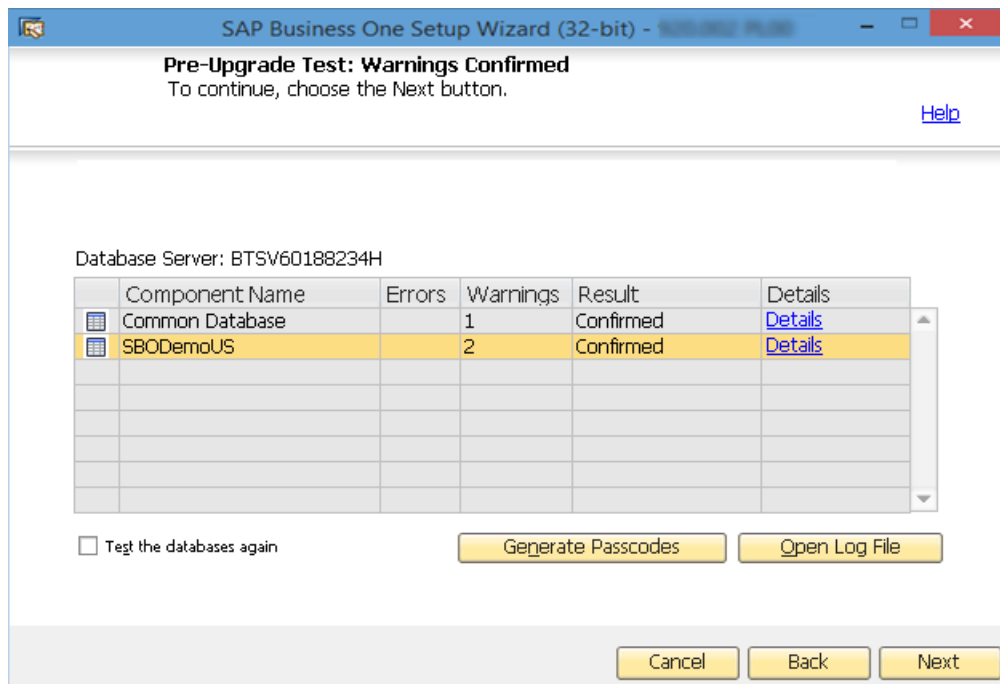 SAP Business One Setup Wizard (32-bit) -
Pre-Upgrade Test: Warnings Confirmed
To continue, choose the Next button.
Help
Database Server: BTSV60188234H
Component Name Errors Warnings Result Details
Common Database 1 Confirmed Details
SBODemoUS 2 Confirmed Details
Test the databases again
Generate Passcodes
Open Log File
Cancel Back Next